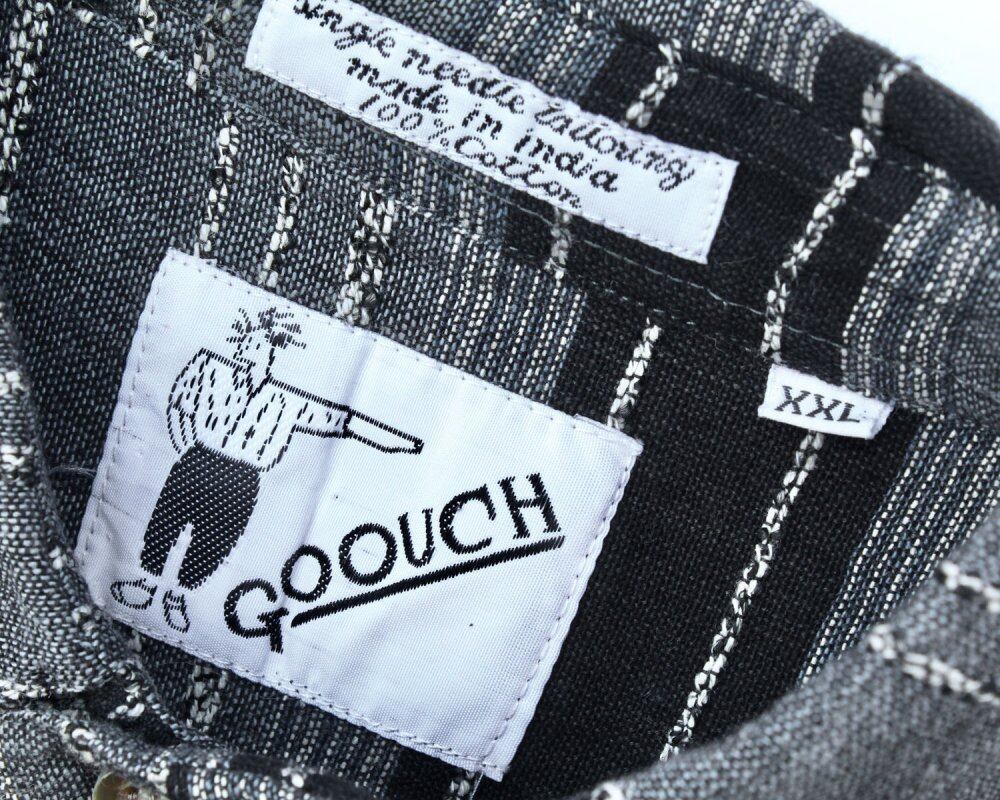 Single needle Tailoring
made in india
100% Cotton
XXL
GOOUCH